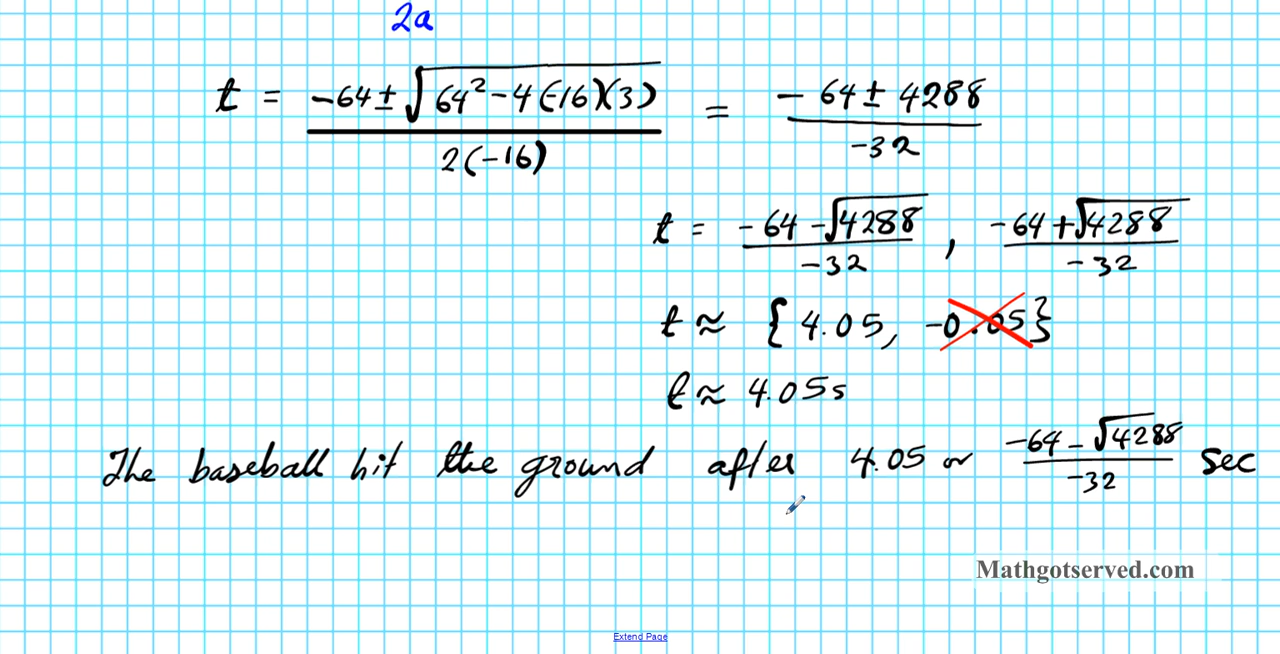 2a
t = (-64 ± √(64² - 4(-16)(3))) / (2(-16)) = (-64 ± 4288) / (-32)
t = (-64 - √4288) / (-32) , (-64 + √4288) / (-32)
t ≈ { 4.05, -0.05}
t ≈ 4.05s
The baseball hit the ground after 4.05 or (-64 - √4288) / (-32) sec
Mathgotserved.com
Extend Page